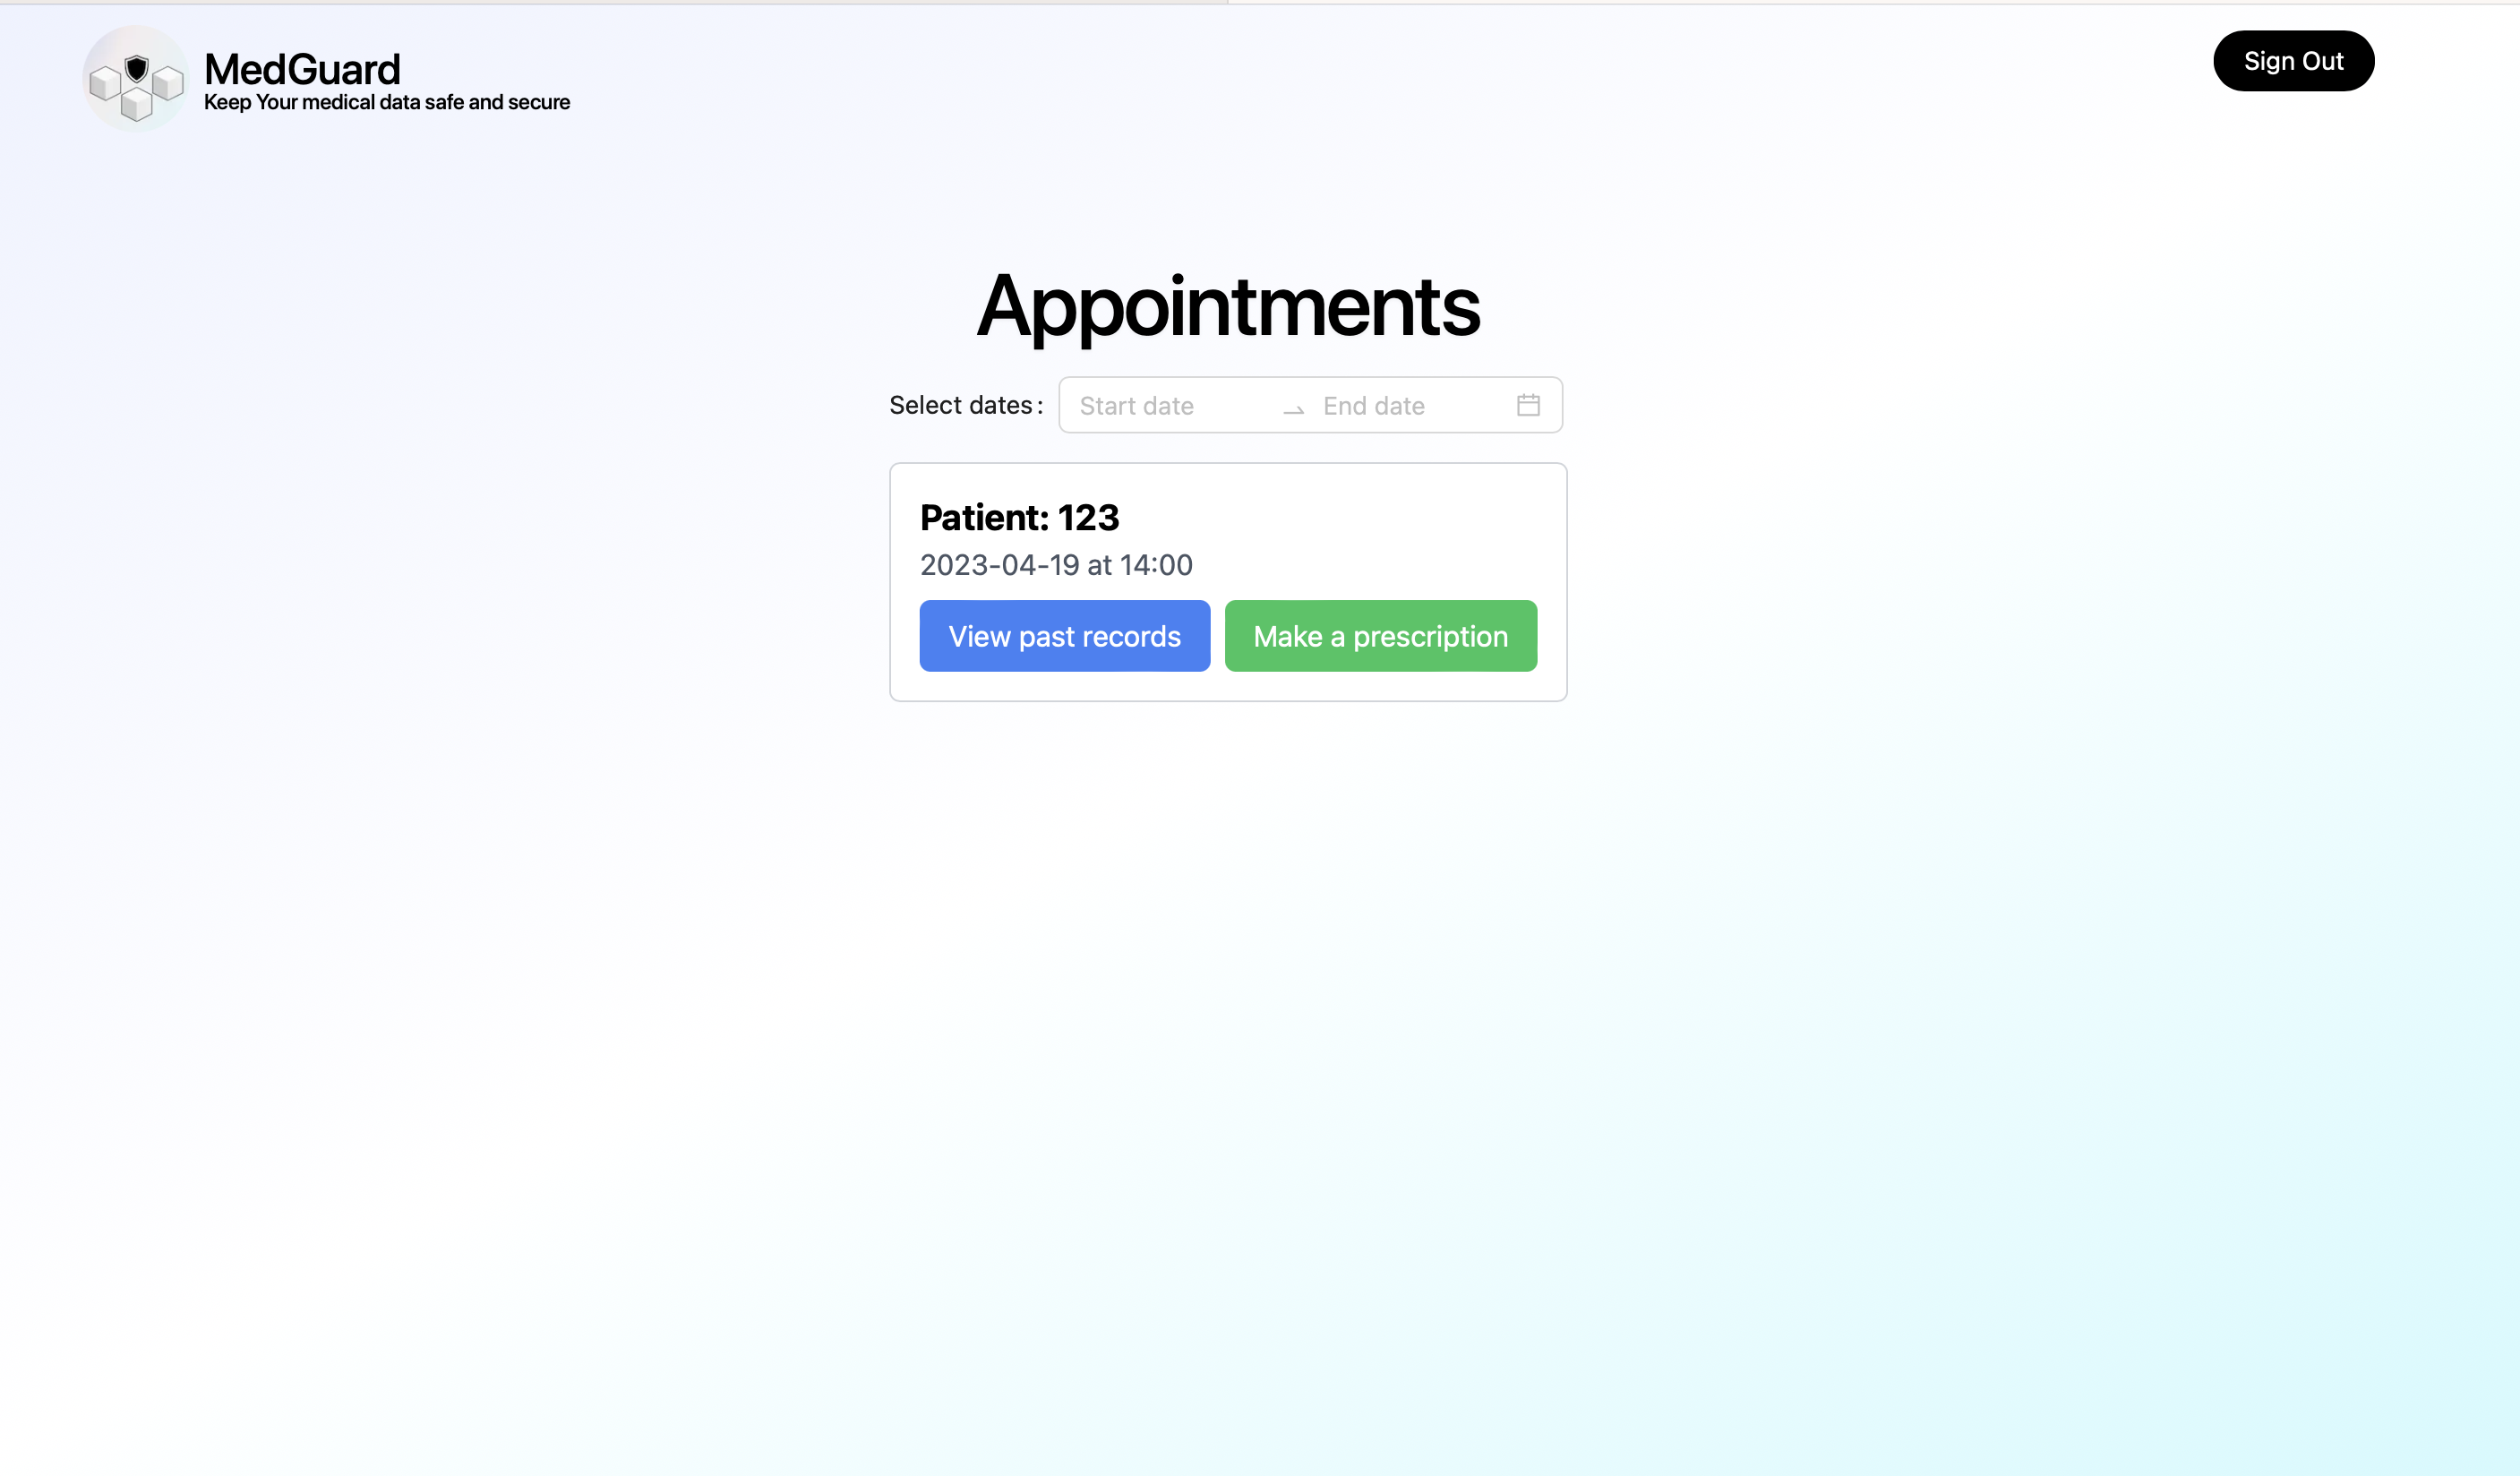 MedGuard
Keep Your medical data safe and secure
Sign Out
Appointments
Select dates:
Start date
End date
Patient: 123
2023-04-19 at 14:00
View past records
Make a prescription